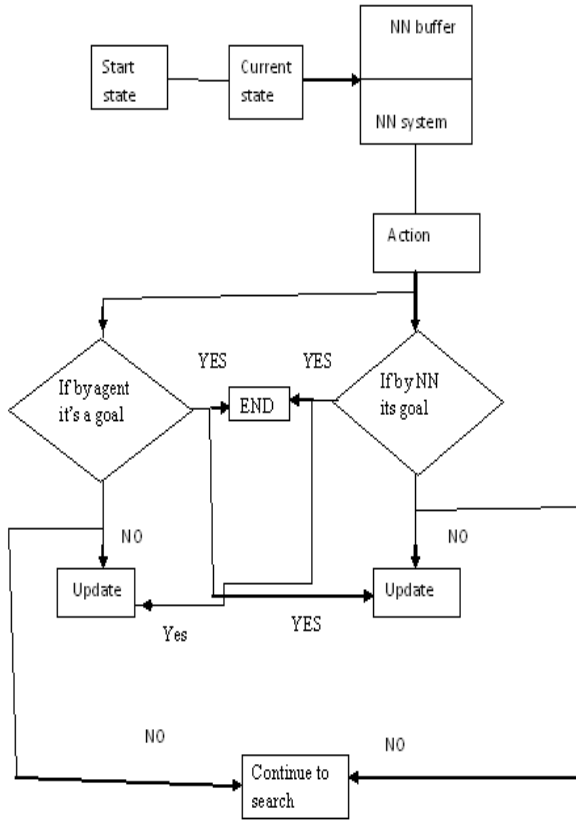 NN buffer
Start
state
Current
state
NN system
Action
YES
YES
If by agent
it's a goal
END
If by NN
its goal
NO
NO
Update
Update
Yes
YES
NO
NO
Continue to
search